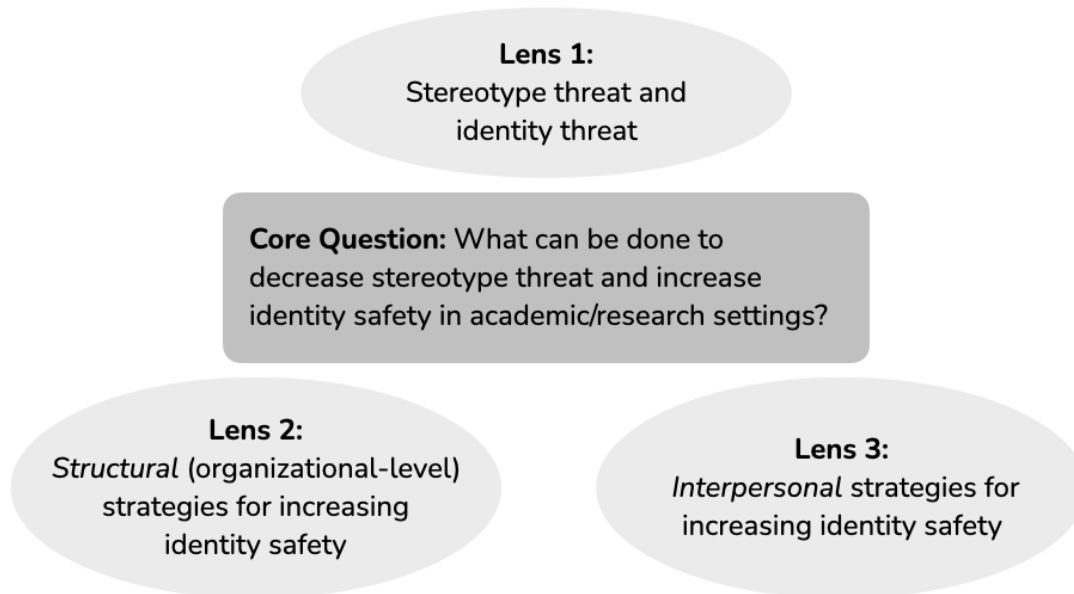 Lens 1:
Stereotype threat and
identity threat
Core Question: What can be done to
decrease stereotype threat and increase
identity safety in academic/research settings?
Lens 2:
Structural (organizational-level)
strategies for increasing
identity safety
Lens 3:
Interpersonal strategies for
increasing identity safety